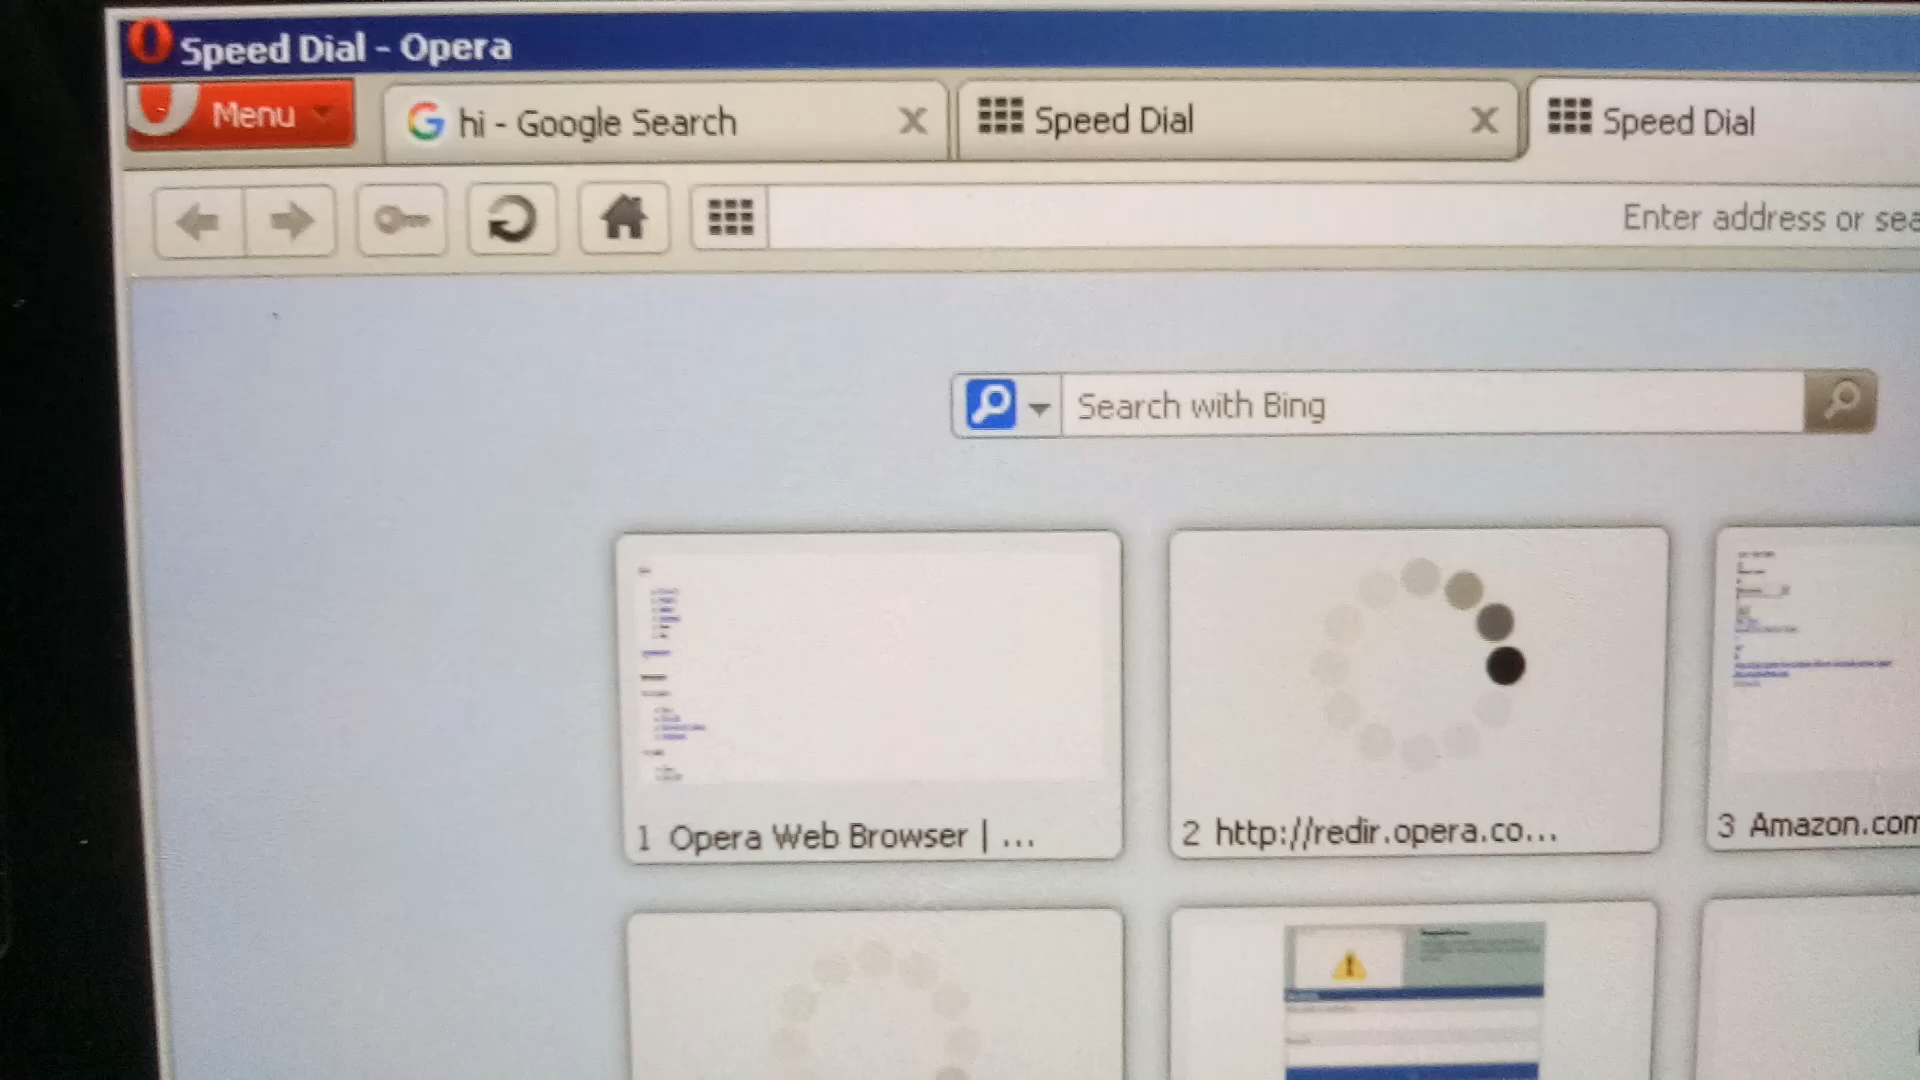 Speed Dial - Opera
Menu
hi - Google Search
Speed Dial
Speed Dial
Enter address or sea
Search with Bing
1 Opera Web Browser | ...
2 http://redir.opera.co...
3 Amazon.com